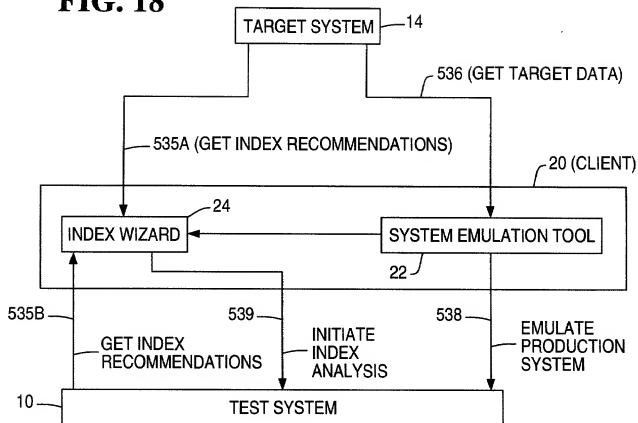 FIG. 18
TARGET SYSTEM
14
536 (GET TARGET DATA)
535A (GET INDEX RECOMMENDATIONS)
20 (CLIENT)
24
INDEX WIZARD
SYSTEM EMULATION TOOL
22
535B
539
538
GET INDEX
RECOMMENDATIONS
INITIATE
INDEX
ANALYSIS
EMULATE
PRODUCTION
SYSTEM
10
TEST SYSTEM